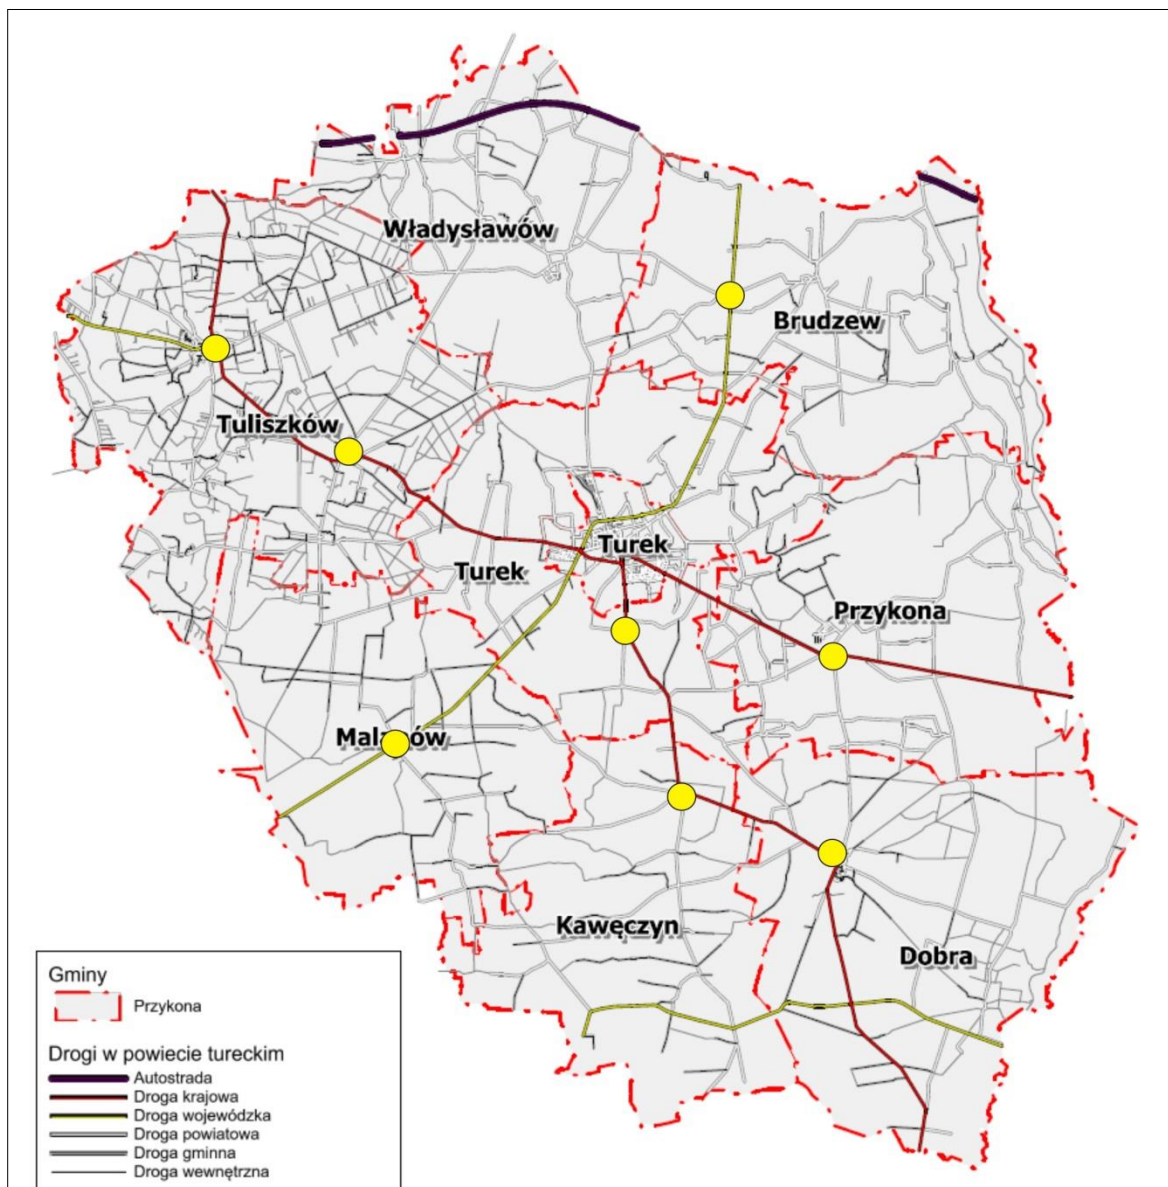 Władysławów
Brudzew
Tuliszków
Turek
Turek
Przykona
Kawęczyn
Dobra
Gminy
Przykona
Drogi w powiecie tureckim
Autostrada
Droga krajowa
Droga wojewódzka
Droga powiatowa
Droga gminna
Droga wewnętrzna